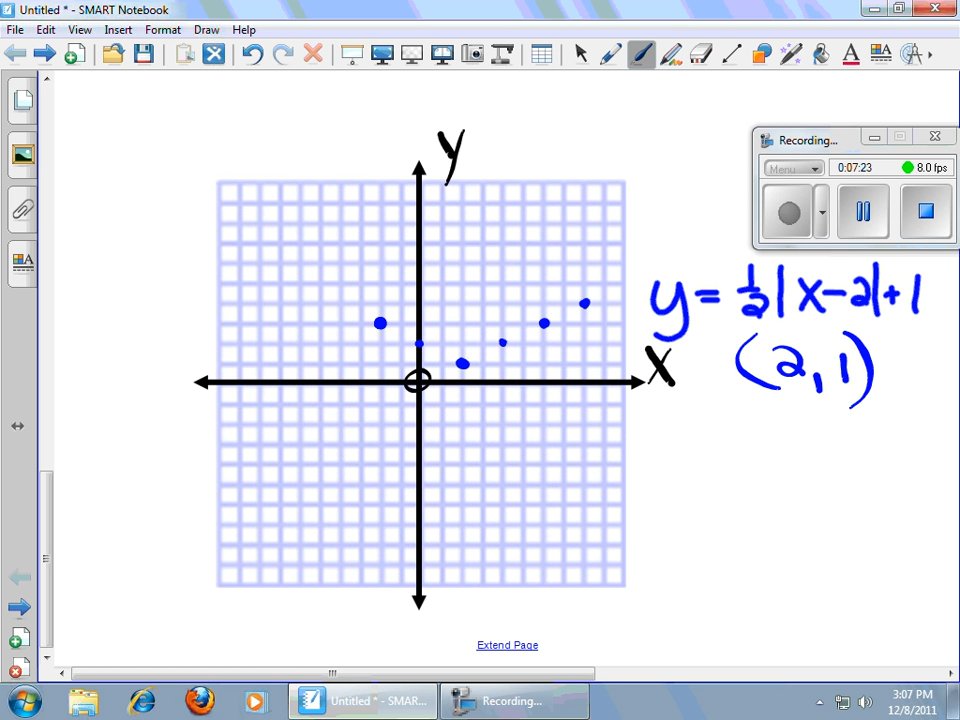 Untitled * - SMART Notebook
File Edit View Insert Format Draw Help
y
Recording...
Menu 0:07:23 8.0 fps
y = 1/2|x-2|+1
x (2,1)
Extend Page
Untitled * - SMAR... Recording...
3:07 PM
12/8/2011